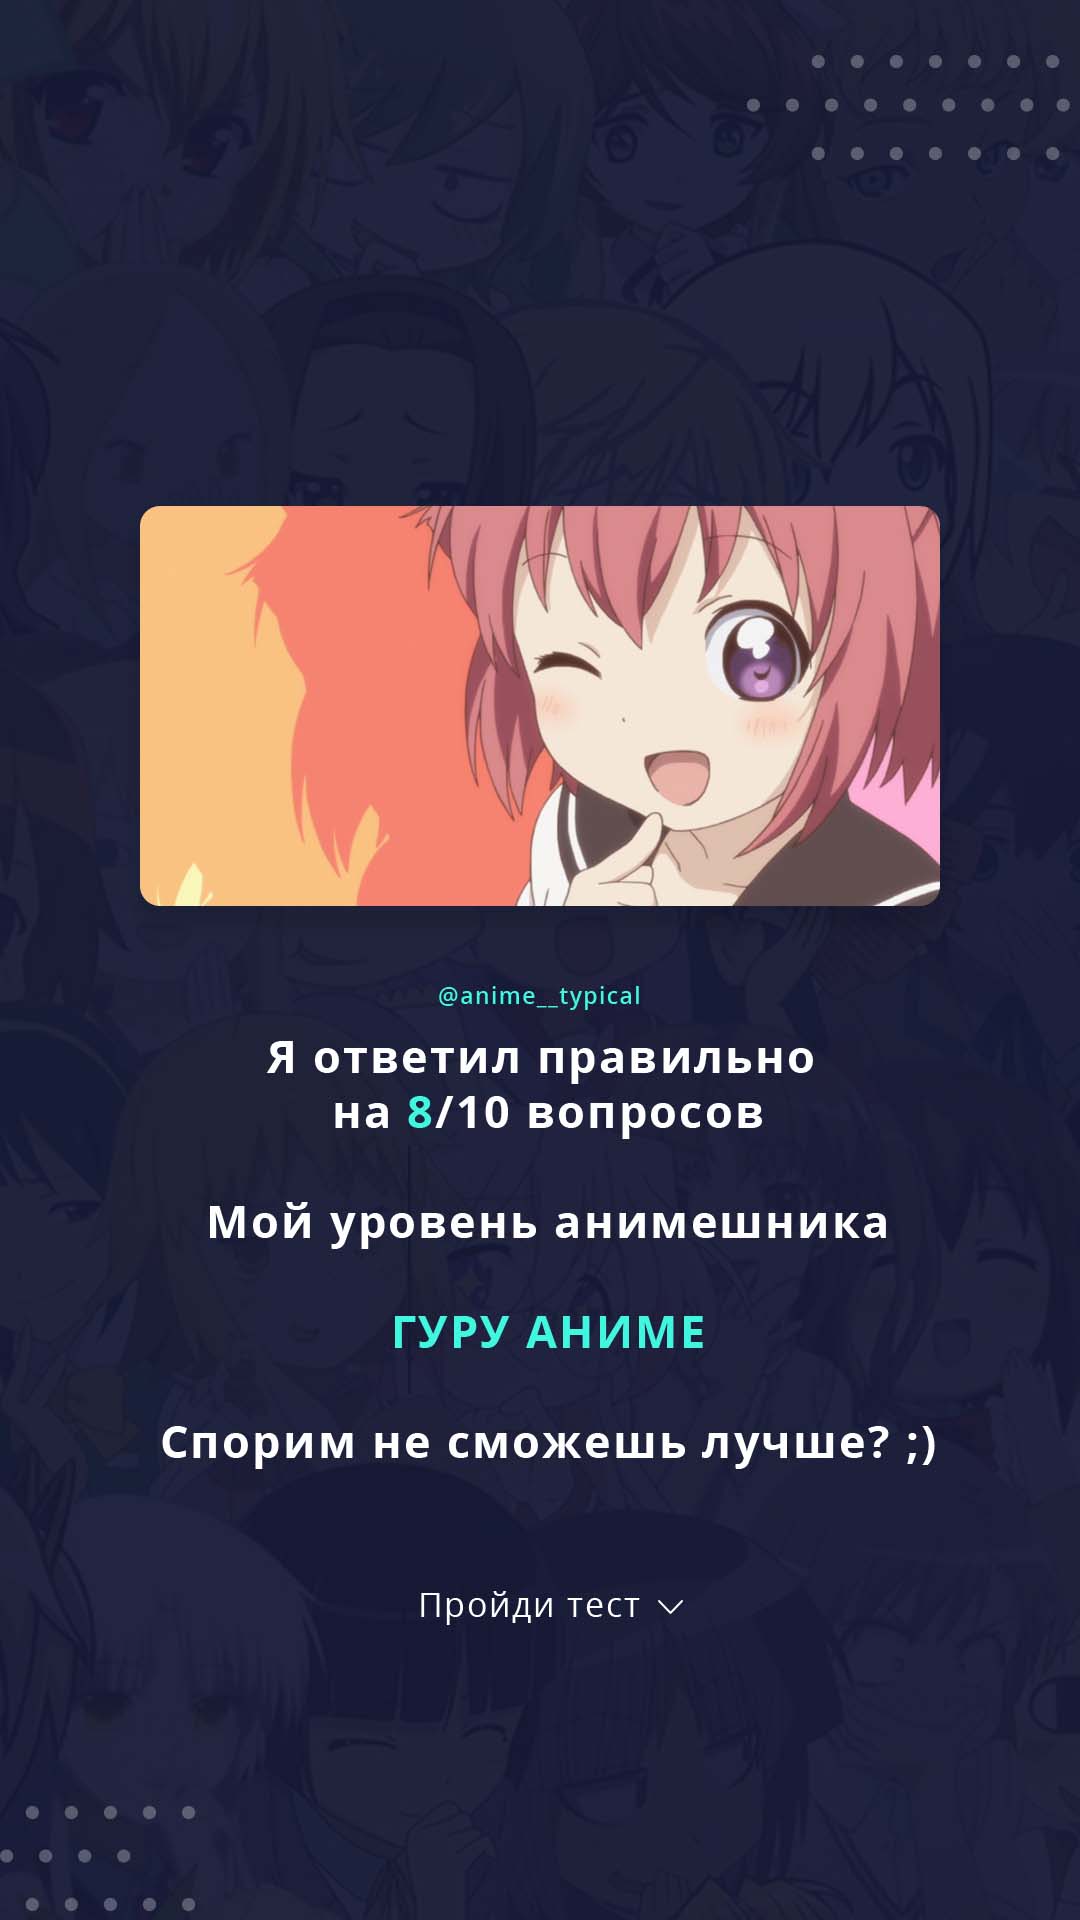 @anime__typical
Я ответил правильно
на 8/10 вопросов
Мой уровень анимешника
ГУРУ АНИМЕ
Спорим не сможешь лучше? ;)
Пройди тест